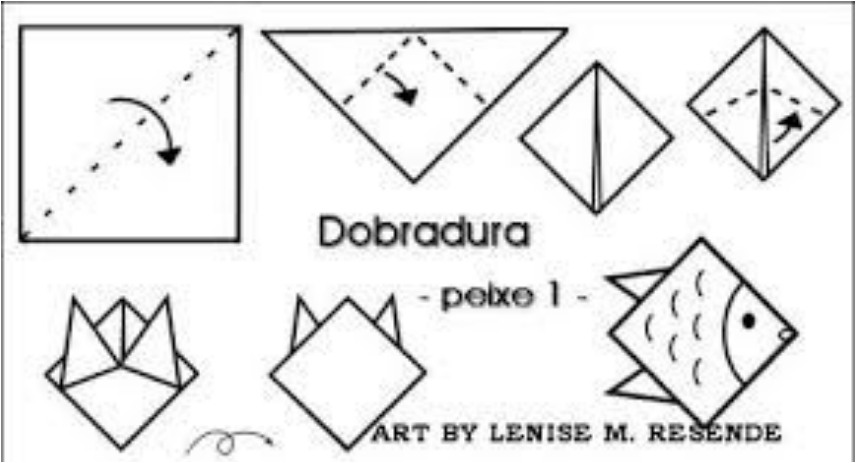 Dobradura
- peixe 1 -
ART BY LENISE M. RESENDE